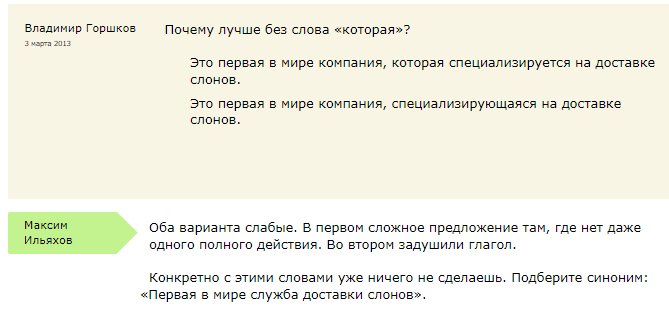 Владимир Горшков
3 марта 2013
Почему лучше без слова «которая»?
Это первая в мире компания, которая специализируется на доставке
слонов.
Это первая в мире компания, специализирующаяся на доставке
слонов.
Максим
Ильяхов
Оба варианта слабые. В первом сложное предложение там, где нет даже
одного полного действия. Во втором задушили глагол.
Конкретно с этими словами уже ничего не сделаешь. Подберите синоним:
«Первая в мире служба доставки слонов».